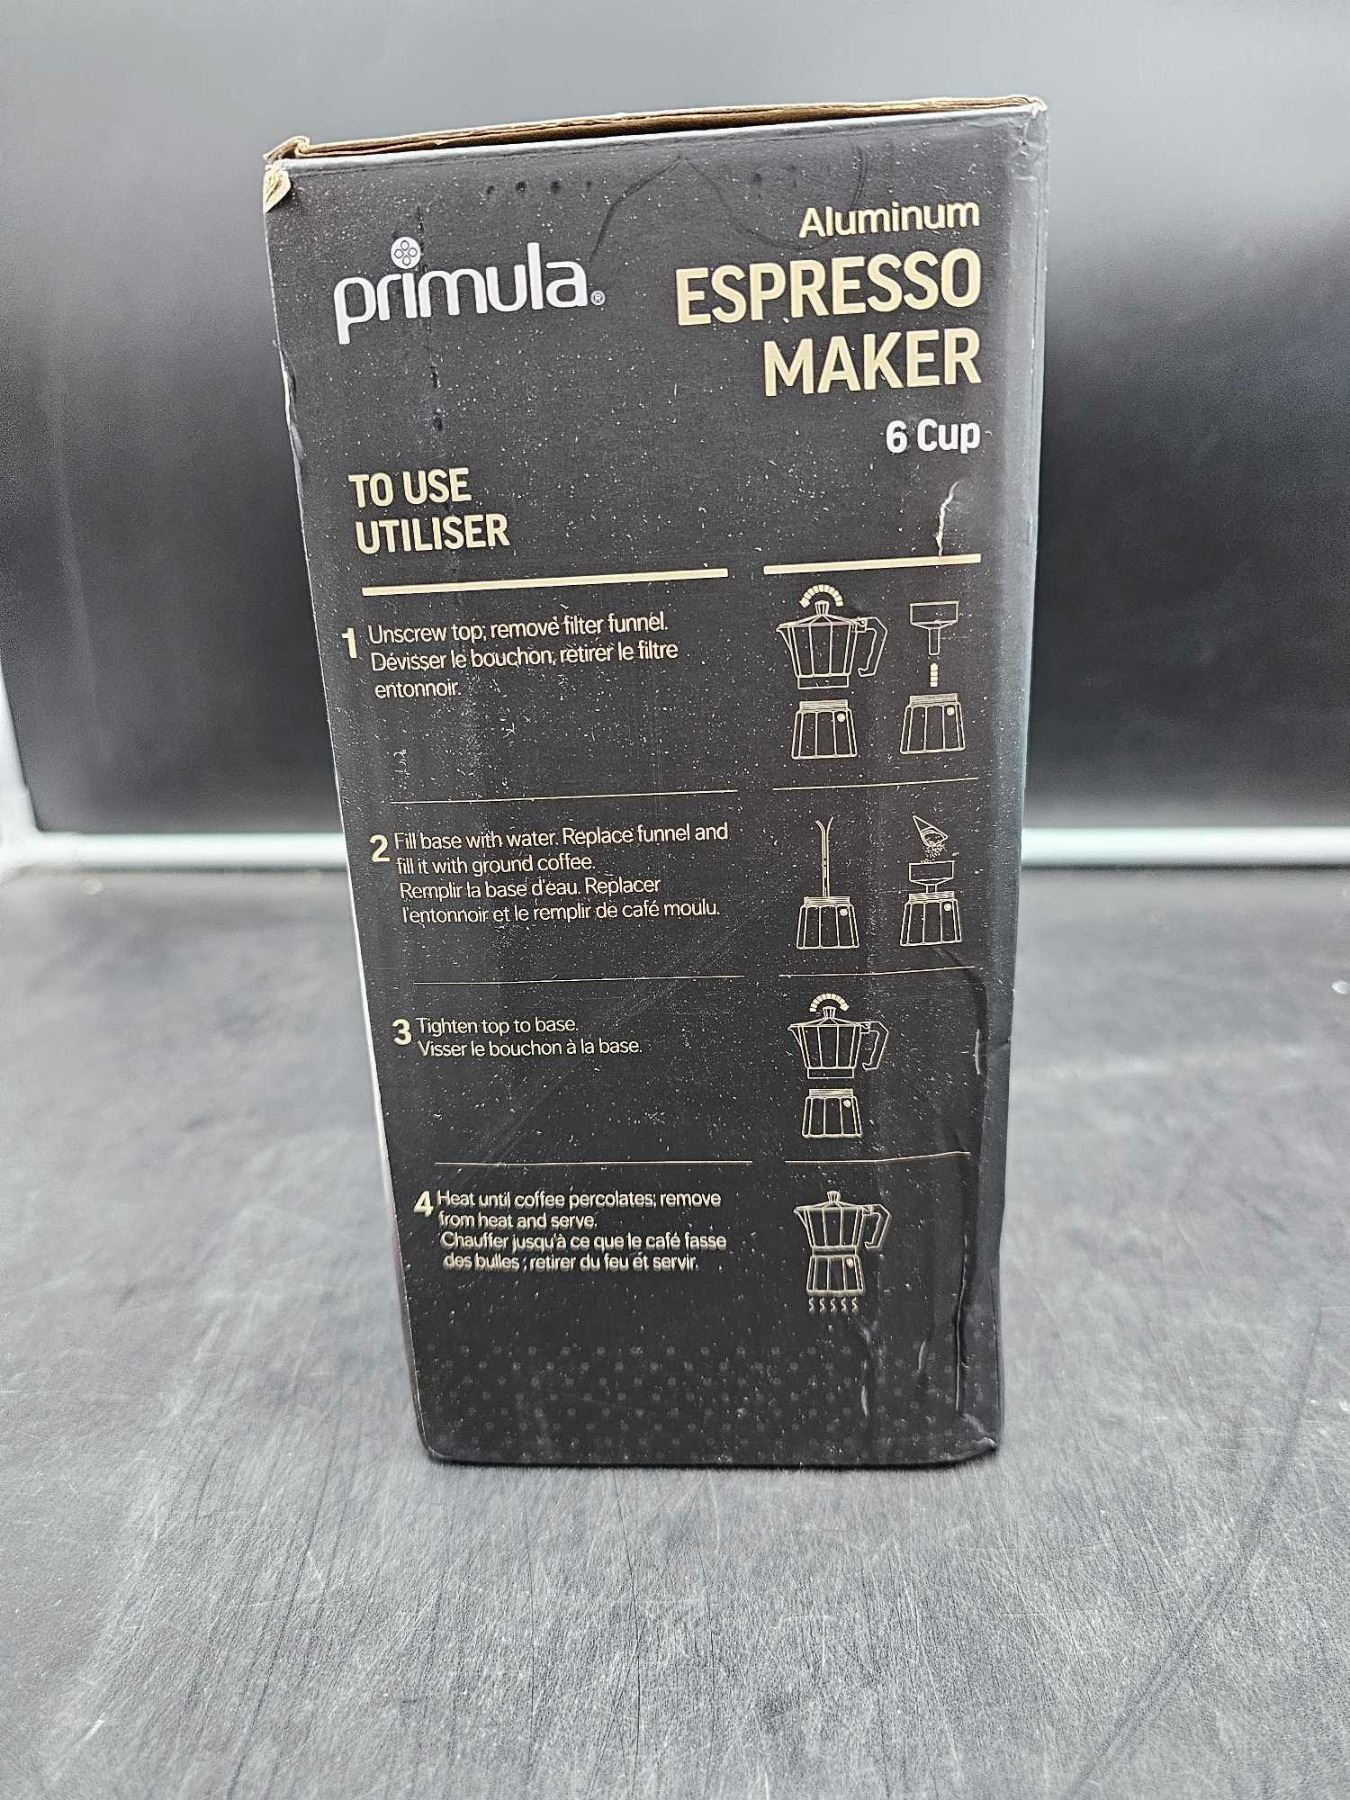 primula®
Aluminum
ESPRESSO
MAKER
6 Cup
TO USE
UTILISER
1 Unscrew top; remove filter funnel.
Dévisser le bouchon, retirer le filtre
entonnoir.
2 Fill base with water. Replace funnel and
fill it with ground coffee.
Remplir la base d'eau. Replacer
l'entonnoir et le remplir de café moulu.
3 Tighten top to base.
Visser le bouchon à la base.
4 Heat until coffee percolates; remove
from heat and serve.
Chauffer jusqu'à ce que le café fasse
des bulles ; retirer du feu et servir.